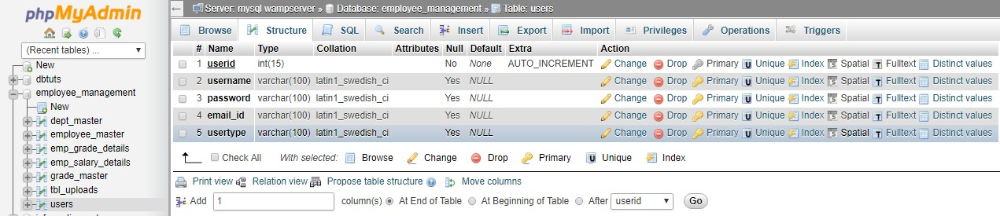 phpMyAdmin
(Recent tables) ...
New
dbtuts
employee_management
New
dept_master
employee_master
emp_grade_details
emp_salary_details
grade_master
tbl_uploads
users
Server: mysql wampserver » Database: employee_management » Table: users
Browse Structure SQL Search Insert Export Import Privileges Operations Triggers
# Name Type Collation Attributes Null Default Extra Action
1 userid int(15) No None AUTO_INCREMENT Change Drop Primary Unique Index Spatial Fulltext Distinct values
2 username varchar(100) latin1_swedish_ci Yes NULL Change Drop Primary Unique Index Spatial Fulltext Distinct values
3 password varchar(100) latin1_swedish_ci Yes NULL Change Drop Primary Unique Index Spatial Fulltext Distinct values
4 email_id varchar(100) latin1_swedish_ci Yes NULL Change Drop Primary Unique Index Spatial Fulltext Distinct values
5 usertype varchar(100) latin1_swedish_ci Yes NULL Change Drop Primary Unique Index Spatial Fulltext Distinct values
Check All With selected: Browse Change Drop Primary Unique Index
Print view Relation view Propose table structure Move columns
Add 1 column(s) At End of Table At Beginning of Table After userid Go